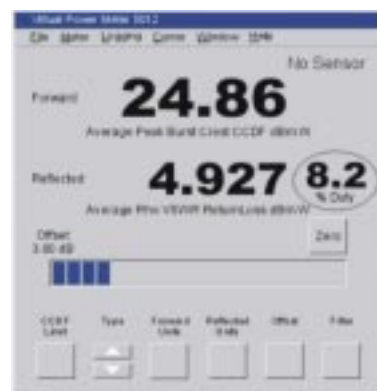 Virtual Power Meter 5012
File Meter Logging Comm Window Help
No Sensor
Forward 24.86
Average Peak Burst Crest CCDF dBm/W
Reflected 4.927 8.2
% Duty
Average Rho VSWR ReturnLoss dBm/W
Offset: Zero
3.00 dB
CCDF Type Forward Reflected Offset Filter
Limit Units Units